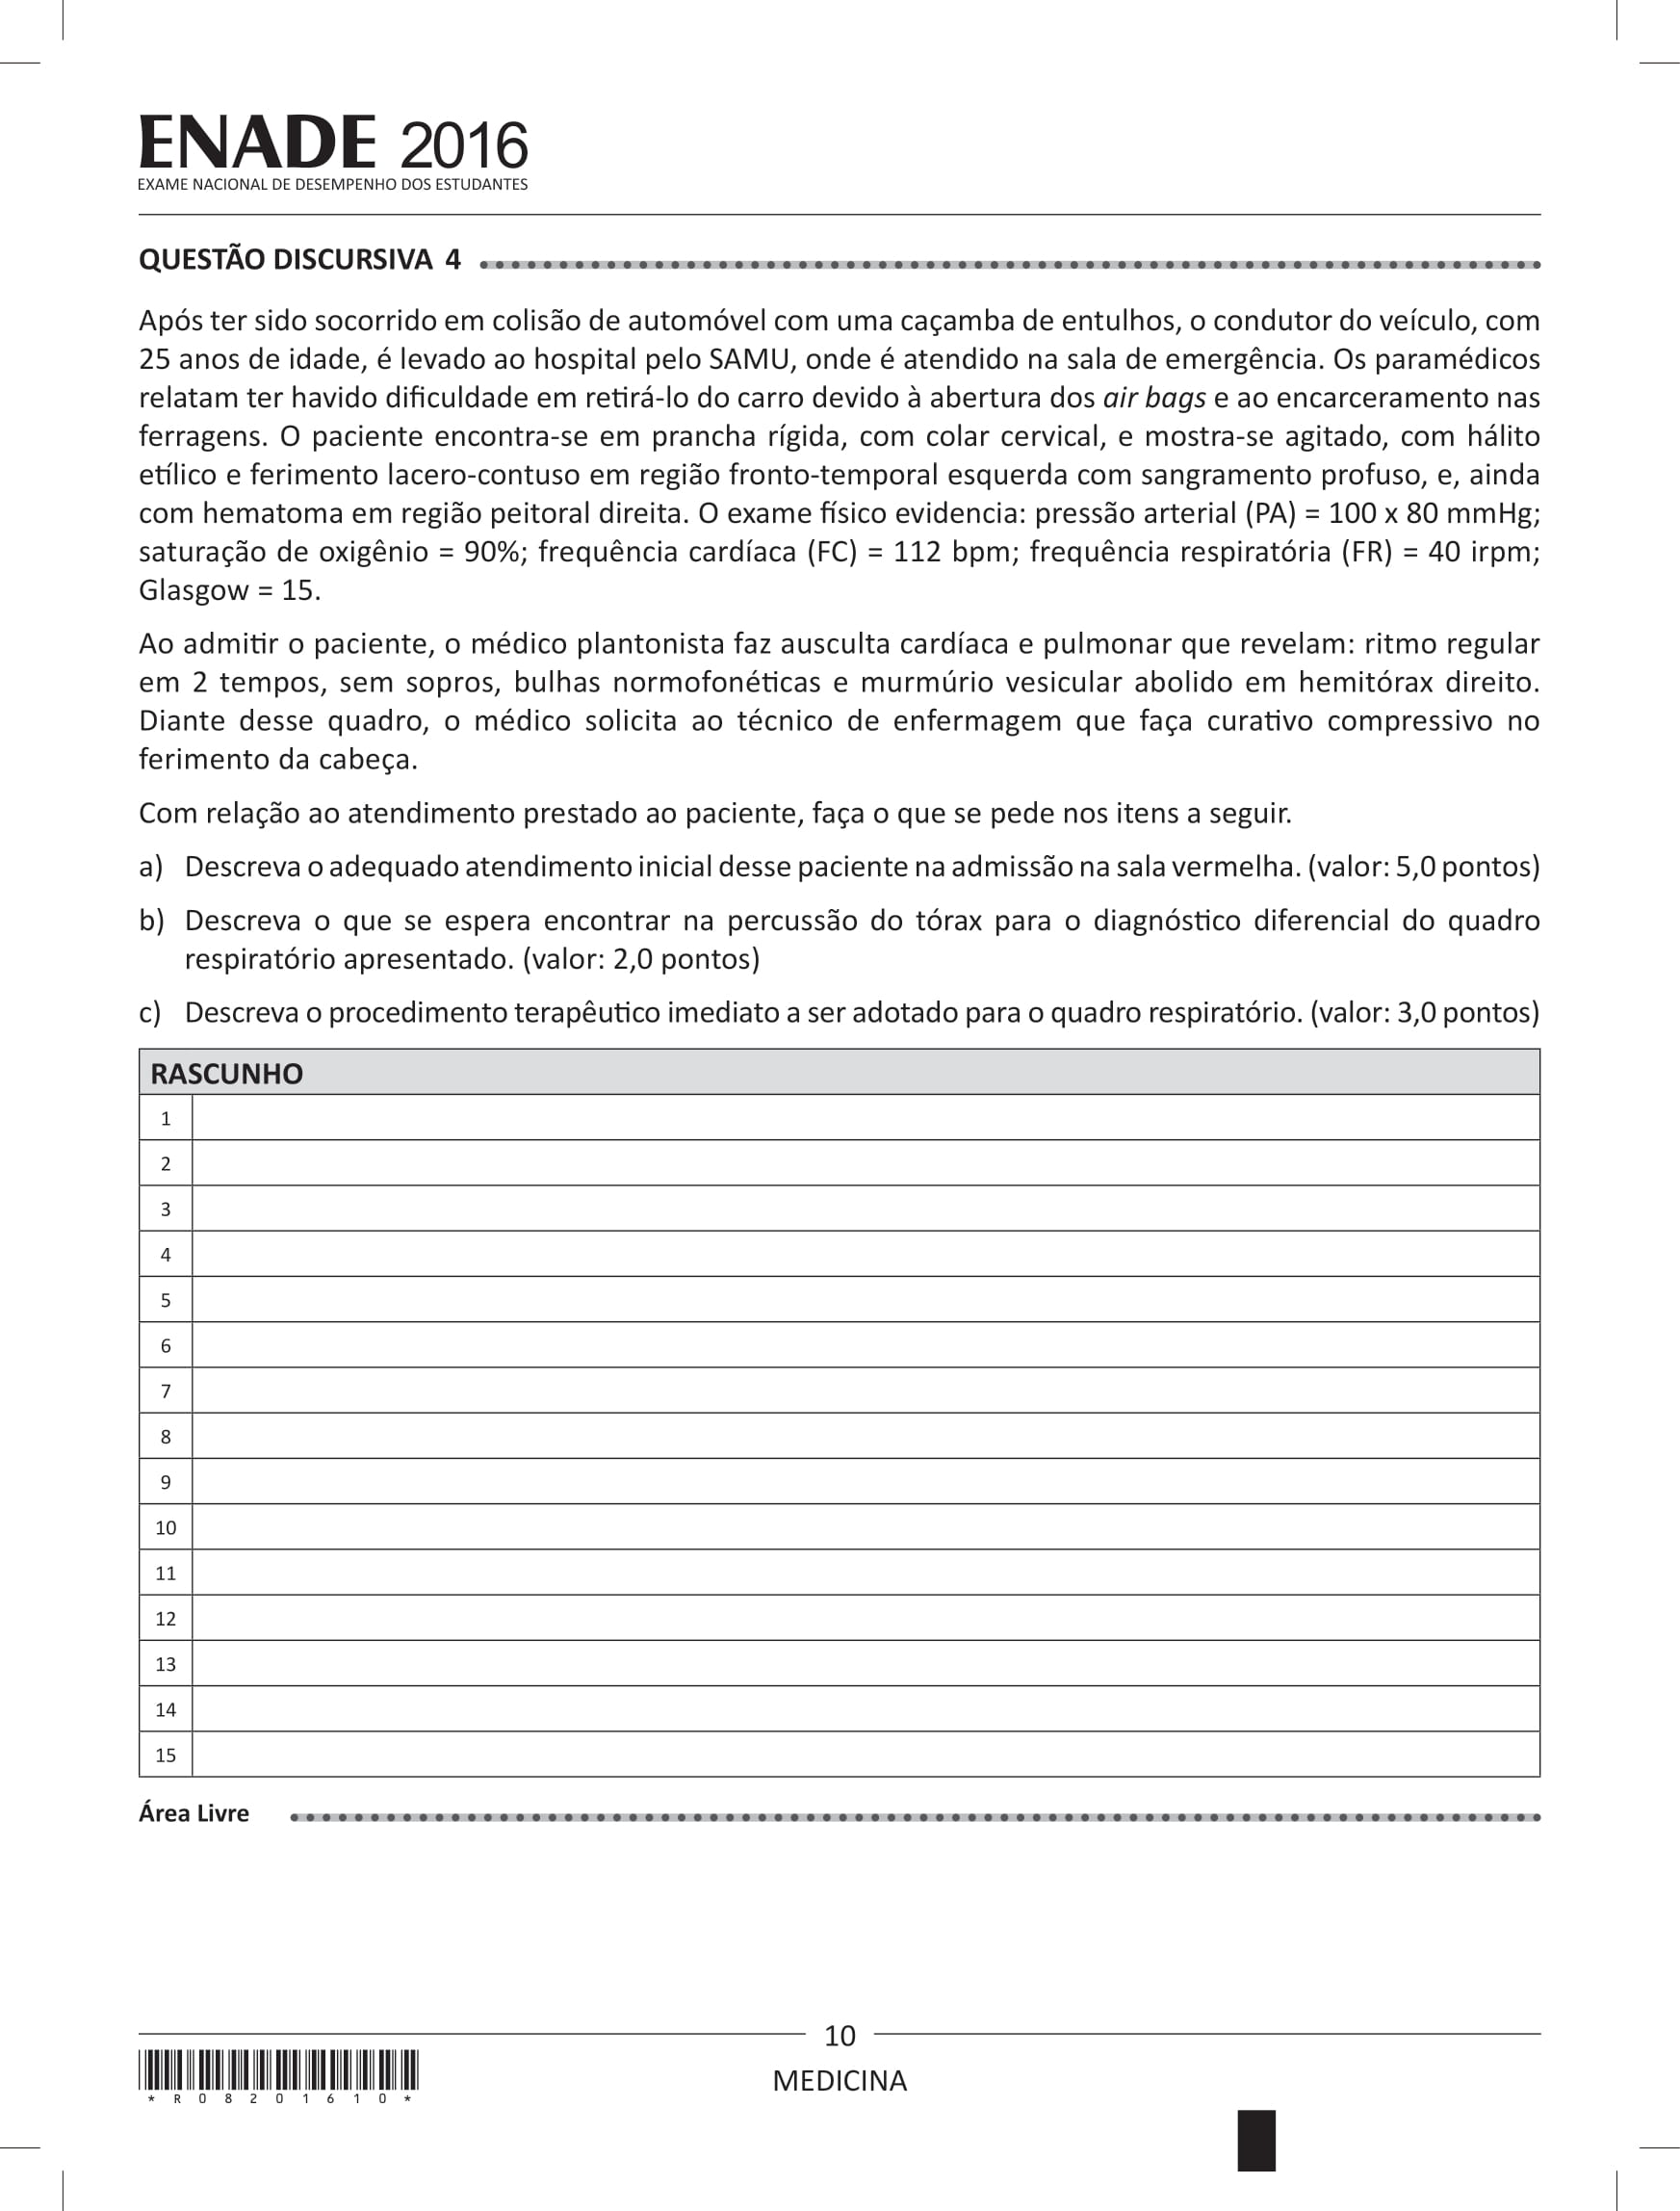 ENADE 2016
EXAME NACIONAL DE DESEMPENHO DOS ESTUDANTES
QUESTÃO DISCURSIVA 4
Após ter sido socorrido em colisão de automóvel com uma caçamba de entulhos, o condutor do veículo, com
25 anos de idade, é levado ao hospital pelo SAMU, onde é atendido na sala de emergência. Os paramédicos
relatam ter havido dificuldade em retirá-lo do carro devido à abertura dos air bags e ao encarceramento nas
ferragens. O paciente encontra-se em prancha rígida, com colar cervical, e mostra-se agitado, com hálito
etílico e ferimento lacero-contuso em região fronto-temporal esquerda com sangramento profuso, e, ainda
com hematoma em região peitoral direita. O exame físico evidencia: pressão arterial (PA) = 100 x 80 mmHg;
saturação de oxigênio = 90%; frequência cardíaca (FC) = 112 bpm; frequência respiratória (FR) = 40 irpm;
Glasgow = 15.
Ao admitir o paciente, o médico plantonista faz ausculta cardíaca e pulmonar que revelam: ritmo regular
em 2 tempos, sem sopros, bulhas normofonéticas e murmúrio vesicular abolido em hemitórax direito.
Diante desse quadro, o médico solicita ao técnico de enfermagem que faça curativo compressivo no
ferimento da cabeça.
Com relação ao atendimento prestado ao paciente, faça o que se pede nos itens a seguir.
a) Descreva o adequado atendimento inicial desse paciente na admissão na sala vermelha. (valor: 5,0 pontos)
b) Descreva o que se espera encontrar na percussão do tórax para o diagnóstico diferencial do quadro
respiratório apresentado. (valor: 2,0 pontos)
c) Descreva o procedimento terapêutico imediato a ser adotado para o quadro respiratório. (valor: 3,0 pontos)
RASCUNHO
1
2
3
4
5
6
7
8
9
10
11
12
13
14
15
Área Livre
10
MEDICINA
*R08201610*